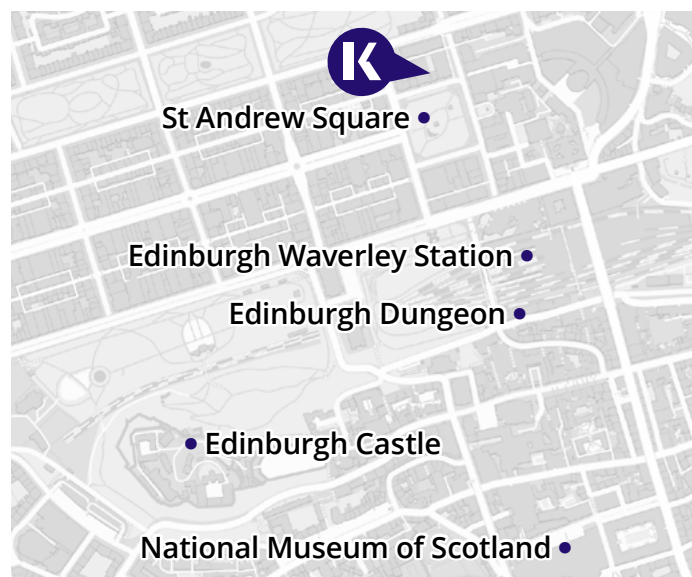 K
St Andrew Square
Edinburgh Waverley Station
Edinburgh Dungeon
Edinburgh Castle
National Museum of Scotland